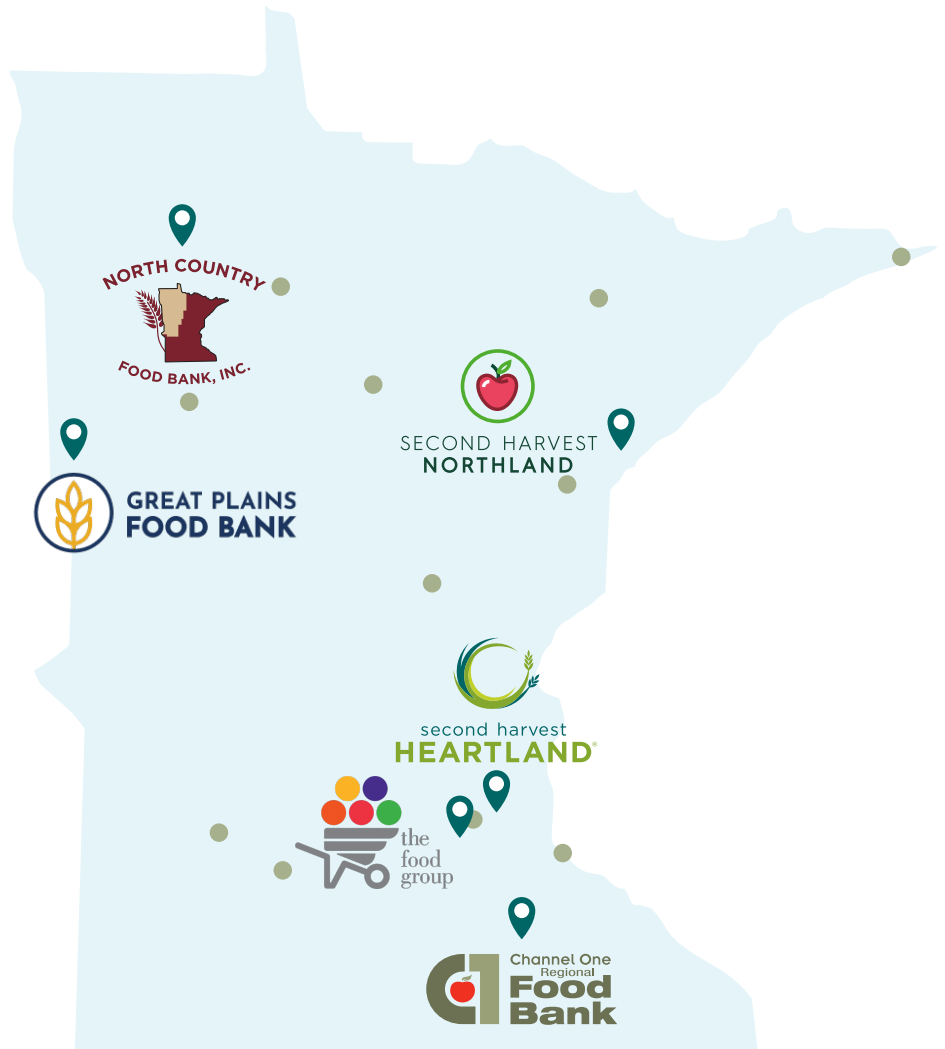 NORTH COUNTRY
FOOD BANK, INC.
SECOND HARVEST
NORTHLAND
GREAT PLAINS
FOOD BANK
second harvest
HEARTLAND®
the
food
group
Channel One
Regional
Food
Bank